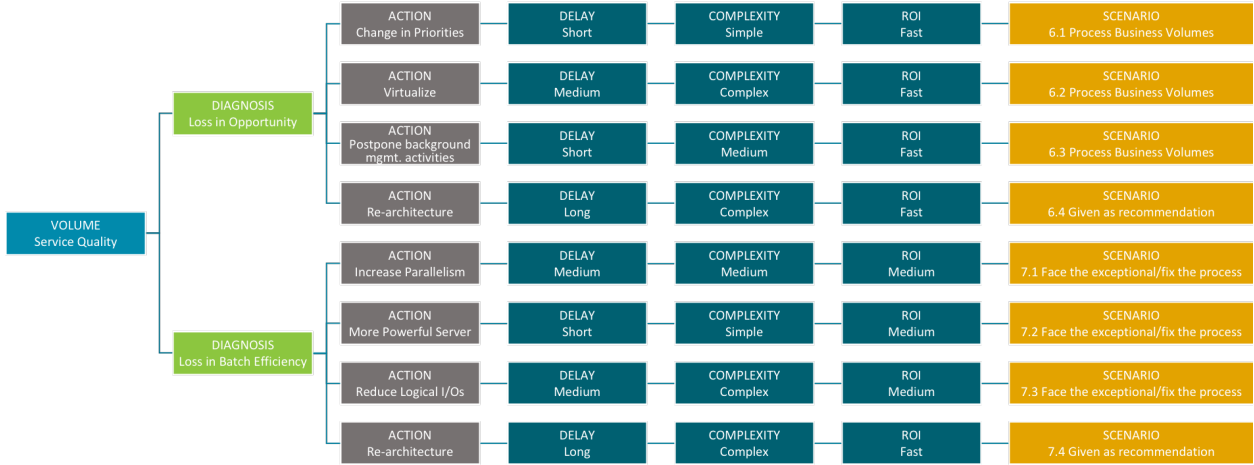 ACTION
Change in Priorities
DELAY
Short
COMPLEXITY
Simple
ROI
Fast
SCENARIO
6.1 Process Business Volumes
ACTION
Virtualize
DELAY
Medium
COMPLEXITY
Complex
ROI
Fast
SCENARIO
6.2 Process Business Volumes
DIAGNOSIS
Loss in Opportunity
ACTION
Postpone background
mgmt. activities
DELAY
Short
COMPLEXITY
Medium
ROI
Fast
SCENARIO
6.3 Process Business Volumes
ACTION
Re-architecture
DELAY
Long
COMPLEXITY
Complex
ROI
Fast
SCENARIO
6.4 Given as recommendation
VOLUME
Service Quality
ACTION
Increase Parallelism
DELAY
Medium
COMPLEXITY
Medium
ROI
Medium
SCENARIO
7.1 Face the exceptional/fix the process
ACTION
More Powerful Server
DELAY
Short
COMPLEXITY
Simple
ROI
Medium
SCENARIO
7.2 Face the exceptional/fix the process
DIAGNOSIS
Loss in Batch Efficiency
ACTION
Reduce Logical I/Os
DELAY
Medium
COMPLEXITY
Complex
ROI
Medium
SCENARIO
7.3 Face the exceptional/fix the process
ACTION
Re-architecture
DELAY
Long
COMPLEXITY
Complex
ROI
Fast
SCENARIO
7.4 Given as recommendation